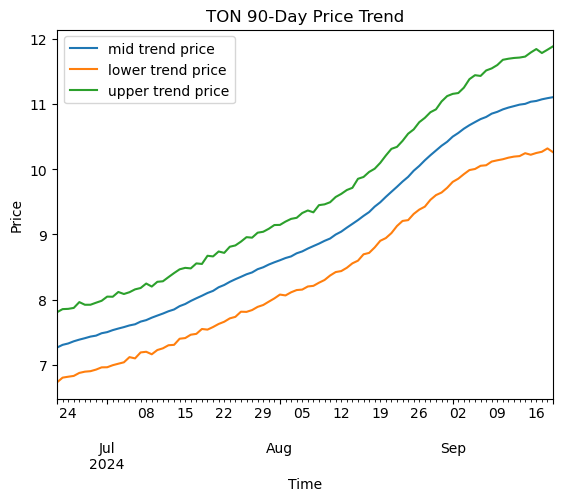 TON 90-Day Price Trend
mid trend price
lower trend price
upper trend price
12
11
10
9
8
7
Price
24 08 15 22 29 05 12 19 26 02 09 16
Jul Aug Sep
2024
Time